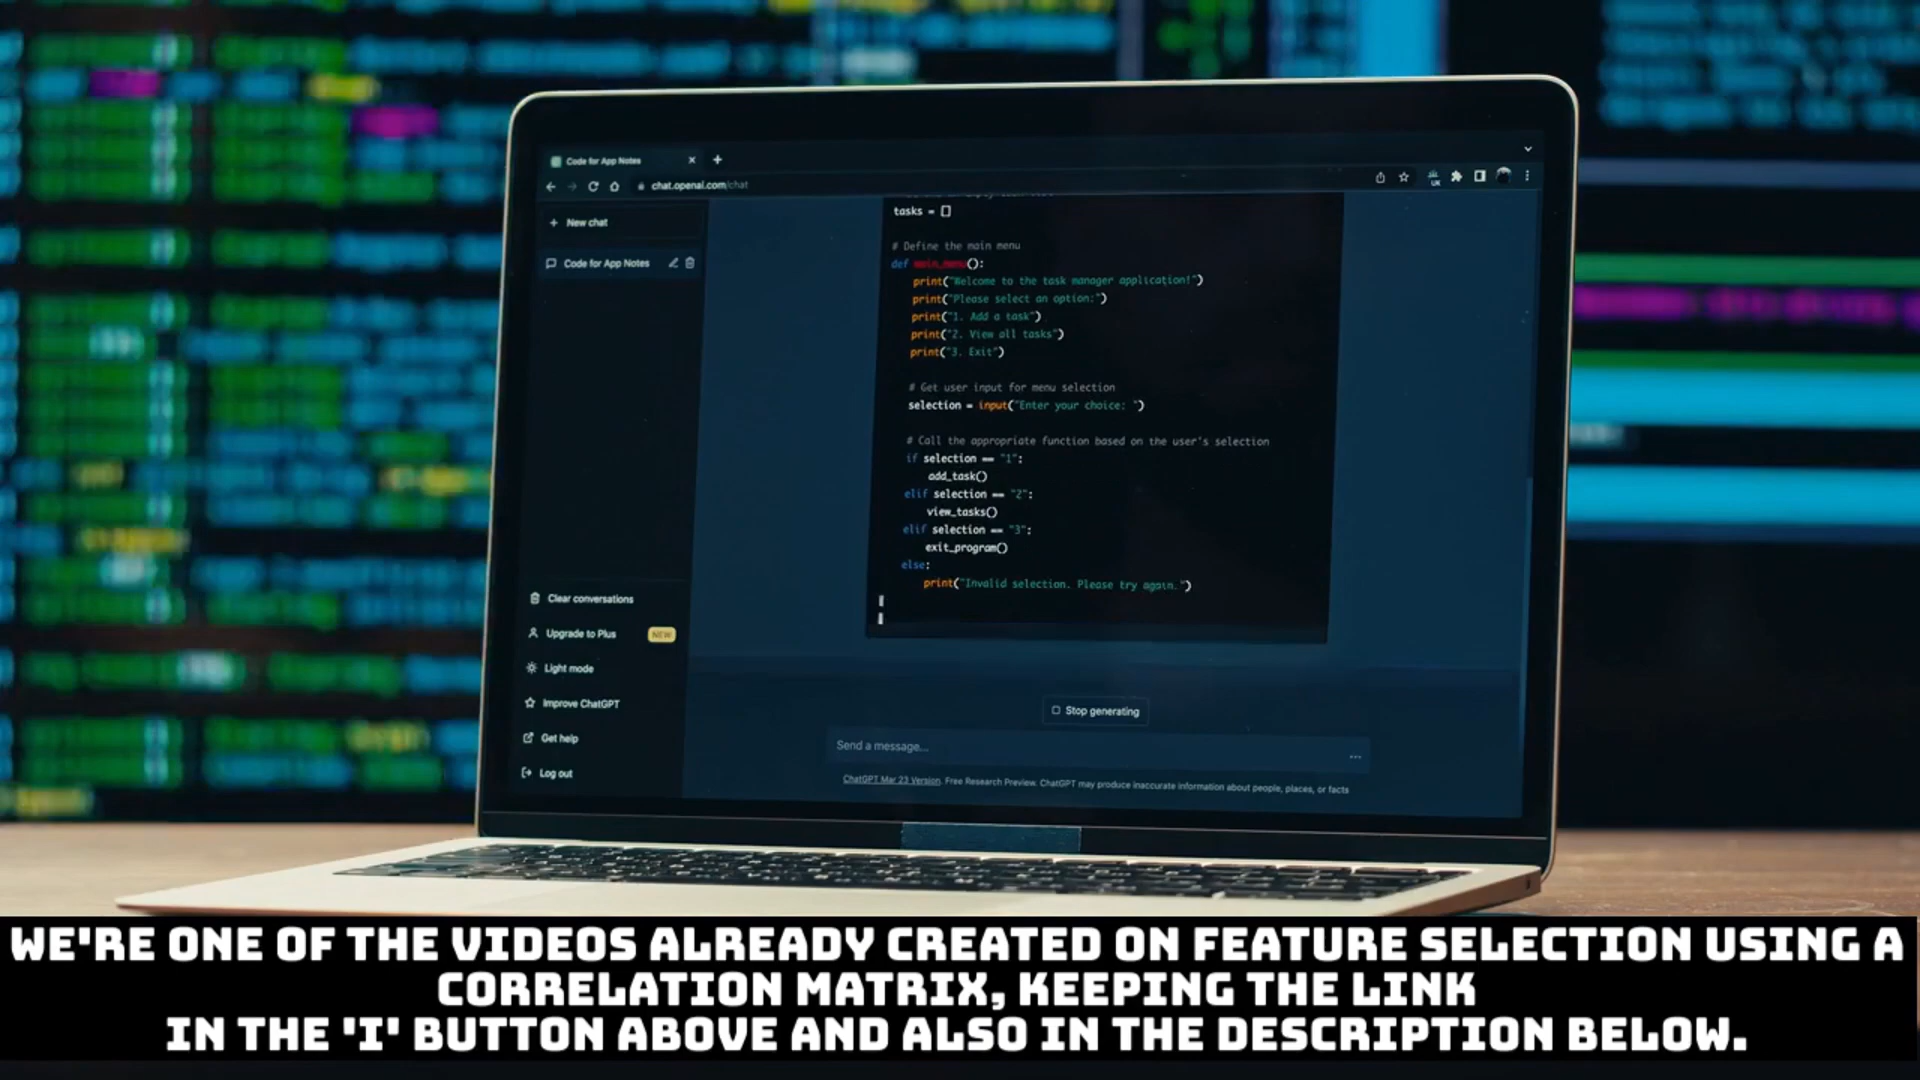 Code for App Notes
chat.openai.com/chat
New chat
Code for App Notes
tasks = []
# Define the main menu
def main_menu():
print("Welcome to the task manager application!")
print("Please select an option:")
print("1. Add a task")
print("2. View all tasks")
print("3. Exit")
# Get user input for menu selection
selection = input("Enter your choice: ")
# Call the appropriate function based on the user's selection
if selection == "1":
add_task()
elif selection == "2":
view_tasks()
elif selection == "3":
exit_program()
else:
print("Invalid selection. Please try again.")
Clear conversations
Upgrade to Plus NEW
Light mode
Improve ChatGPT
Get help
Log out
Stop generating
Send a message...
ChatGPT Mar 23 Version. Free Research Preview. ChatGPT may produce inaccurate information about people, places, or facts
WE'RE ONE OF THE VIDEOS ALREADY CREATED ON FEATURE SELECTION USING A
CORRELATION MATRIX, KEEPING THE LINK
IN THE 'I' BUTTON ABOVE AND ALSO IN THE DESCRIPTION BELOW.